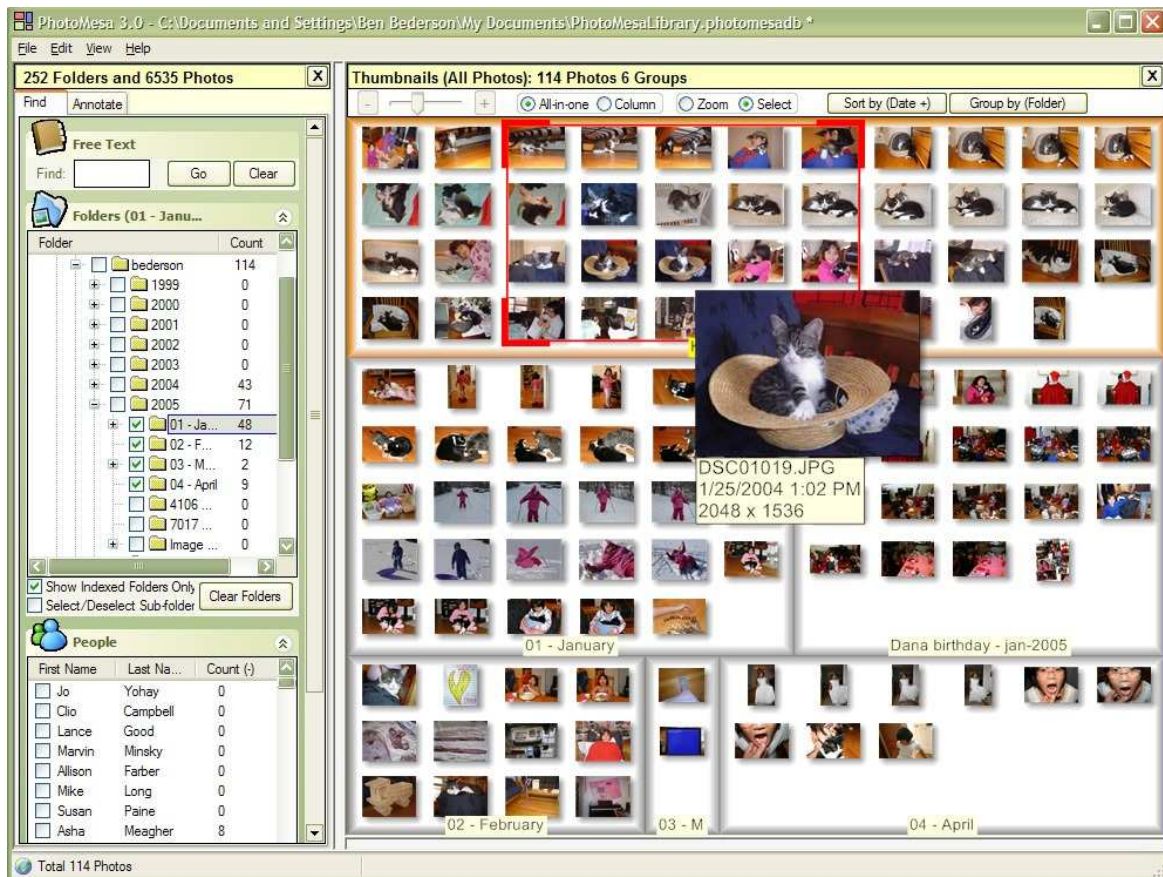 PhotoMesa 3.0 - C:\Documents and Settings\Ben Bederson\My Documents\PhotoMesaLibrary.photomesadb *
File Edit View Help
252 Folders and 6535 Photos X
Find Annotate
Free Text
Find: Go Clear
Folders (01 - Janu...
Folder Count
bederson 114
1999 0
2000 0
2001 0
2002 0
2003 0
2004 43
2005 71
01 - Ja... 48
02 - F... 12
03 - M... 2
04 - April 9
4106 ... 0
7017 ... 0
Image ... 0
Show Indexed Folders Only
Select/Deselect Sub-folder
Clear Folders
People
First Name Last Na... Count (-)
Jo Yohay 0
Clio Campbell 0
Lance Good 0
Marvin Minsky 0
Allison Farber 0
Mike Long 0
Susan Paine 0
Asha Meagher 8
Thumbnails (All Photos): 114 Photos 6 Groups X
- + All-in-one Column Zoom Select Sort by (Date +) Group by (Folder)
DSC01019.JPG
1/25/2004 1:02 PM
2048 x 1536
01 - January
Dana birthday - jan-2005
02 - February
03 - M
04 - April
Total 114 Photos